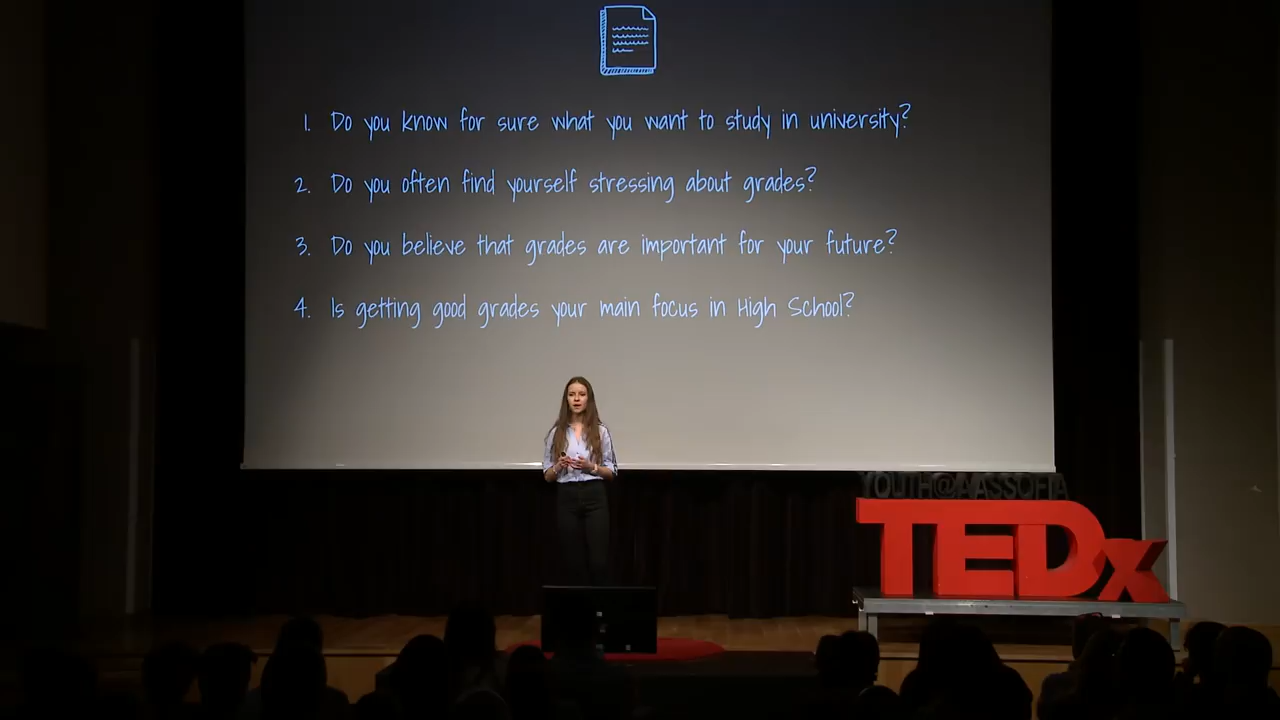 1. Do you know for sure what you want to study in university?
2. Do you often find yourself stressing about grades?
3. Do you believe that grades are important for your future?
4. Is getting good grades your main focus in High School?
YOUTH@AASSOFIA
TEDx